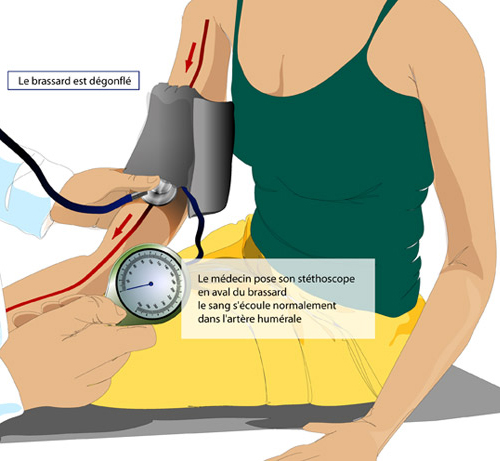 Le brassard est dégonflé
Le médecin pose son stéthoscope
en aval du brassard
le sang s'écoule normalement
dans l'artère humérale